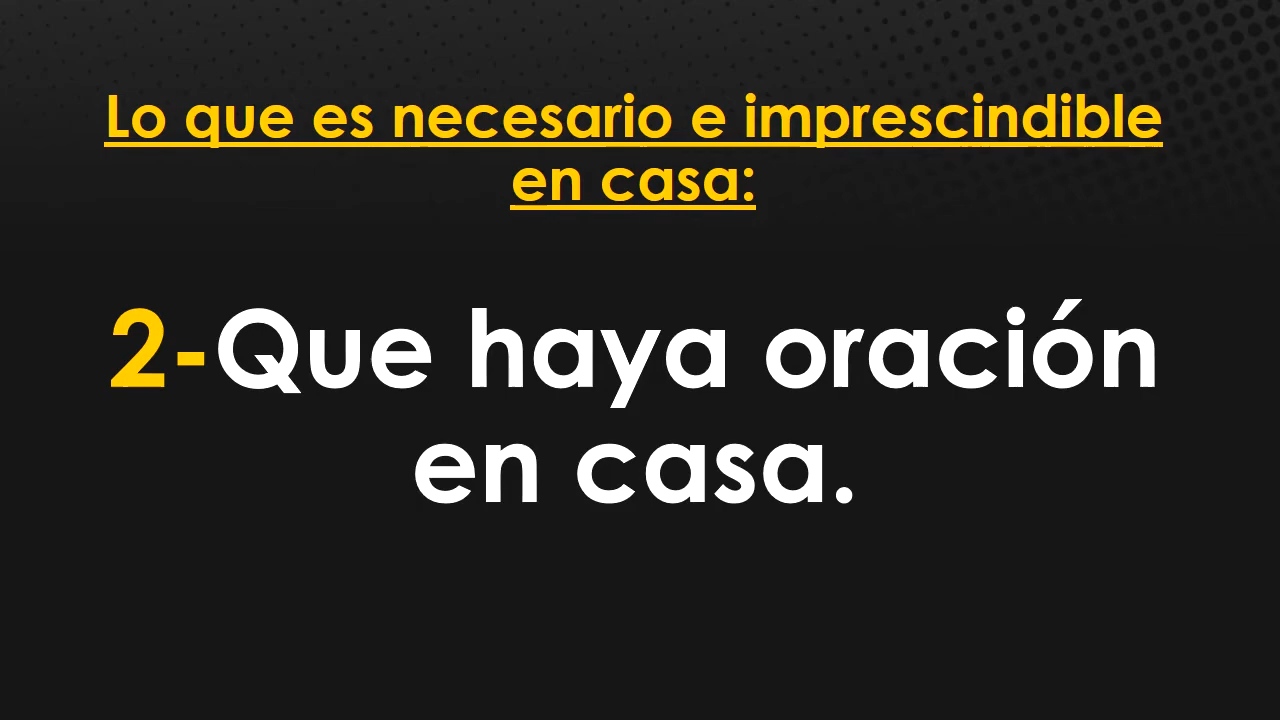 Lo que es necesario e imprescindible
en casa:
2-Que haya oración
en casa.